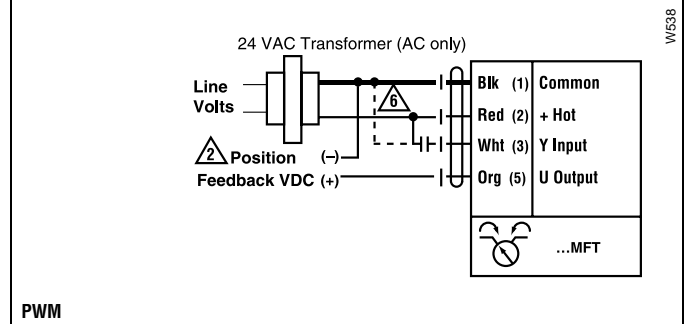 W538
24 VAC Transformer (AC only)
Line
Volts
Blk (1) Common
6
Red (2) + Hot
Wht (3) Y Input
2 Position (–)
Feedback VDC (+)
Org (5) U Output
...MFT
PWM